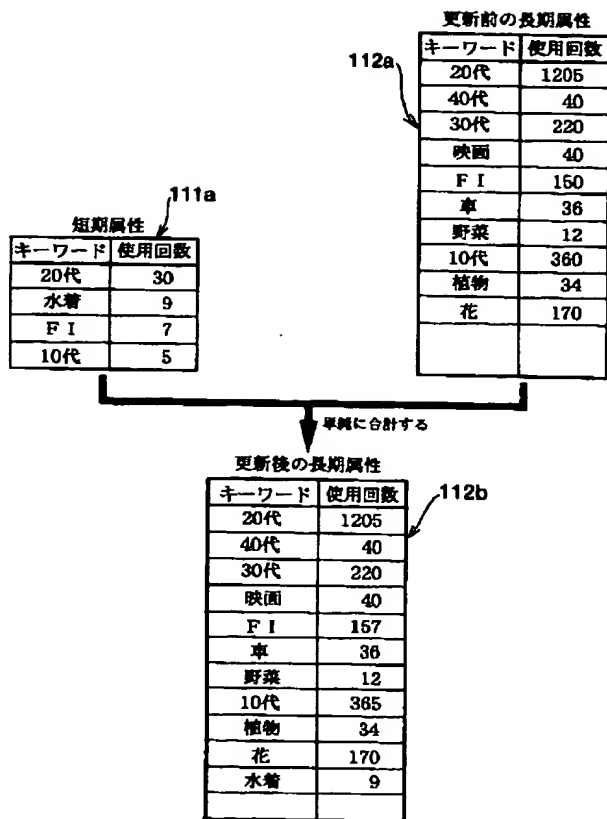 更新前の長期属性
112a
キーワード 使用回数
20代 1205
40代 40
30代 220
映画 40
F I 150
車 36
野菜 12
10代 360
植物 34
花 170
111a
短期属性
キーワード 使用回数
20代 30
水着 9
F I 7
10代 5
単純に合計する
更新後の長期属性
112b
キーワード 使用回数
20代 1205
40代 40
30代 220
映画 40
F I 157
車 36
野菜 12
10代 365
植物 34
花 170
水着 9